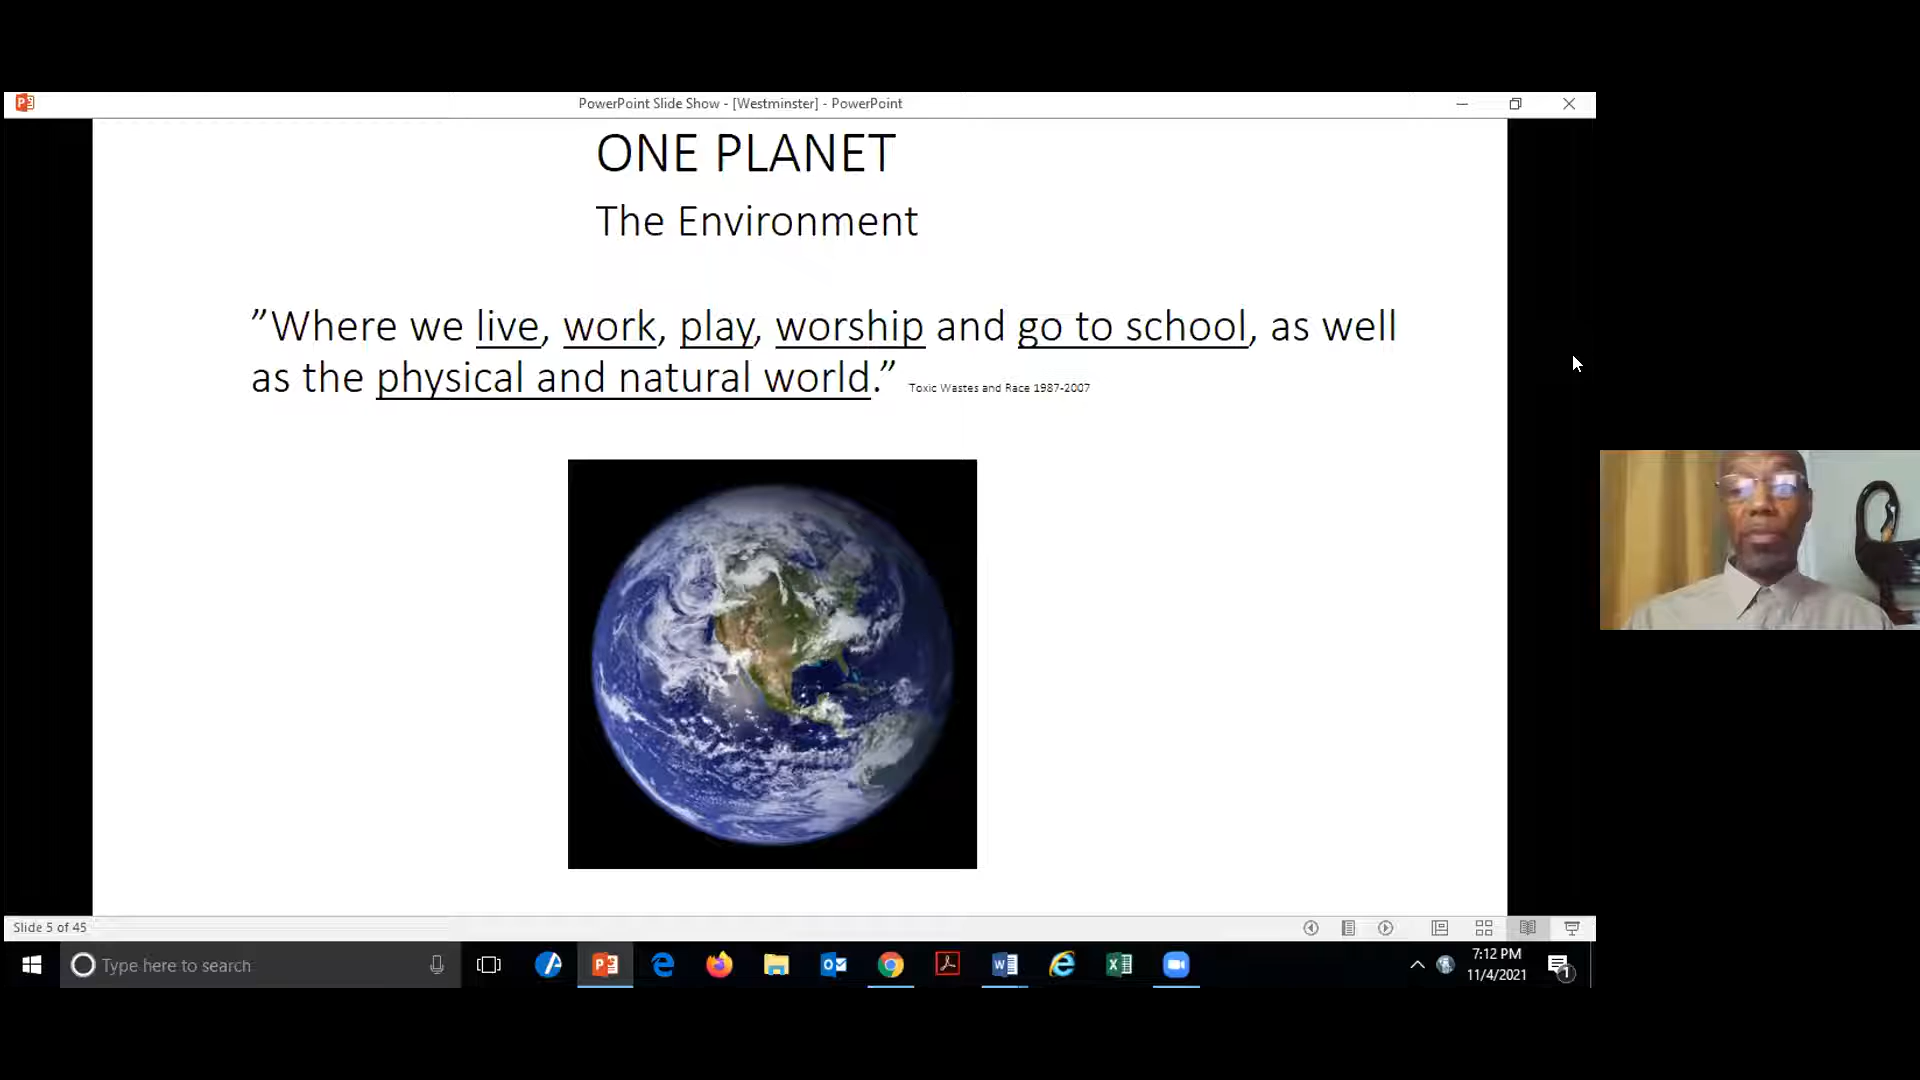 PowerPoint Slide Show - [Westminster] - PowerPoint
ONE PLANET
The Environment
”Where we live, work, play, worship and go to school, as well
as the physical and natural world.” Toxic Wastes and Race 1987-2007
Slide 5 of 45
Type here to search
7:12 PM
11/4/2021
1